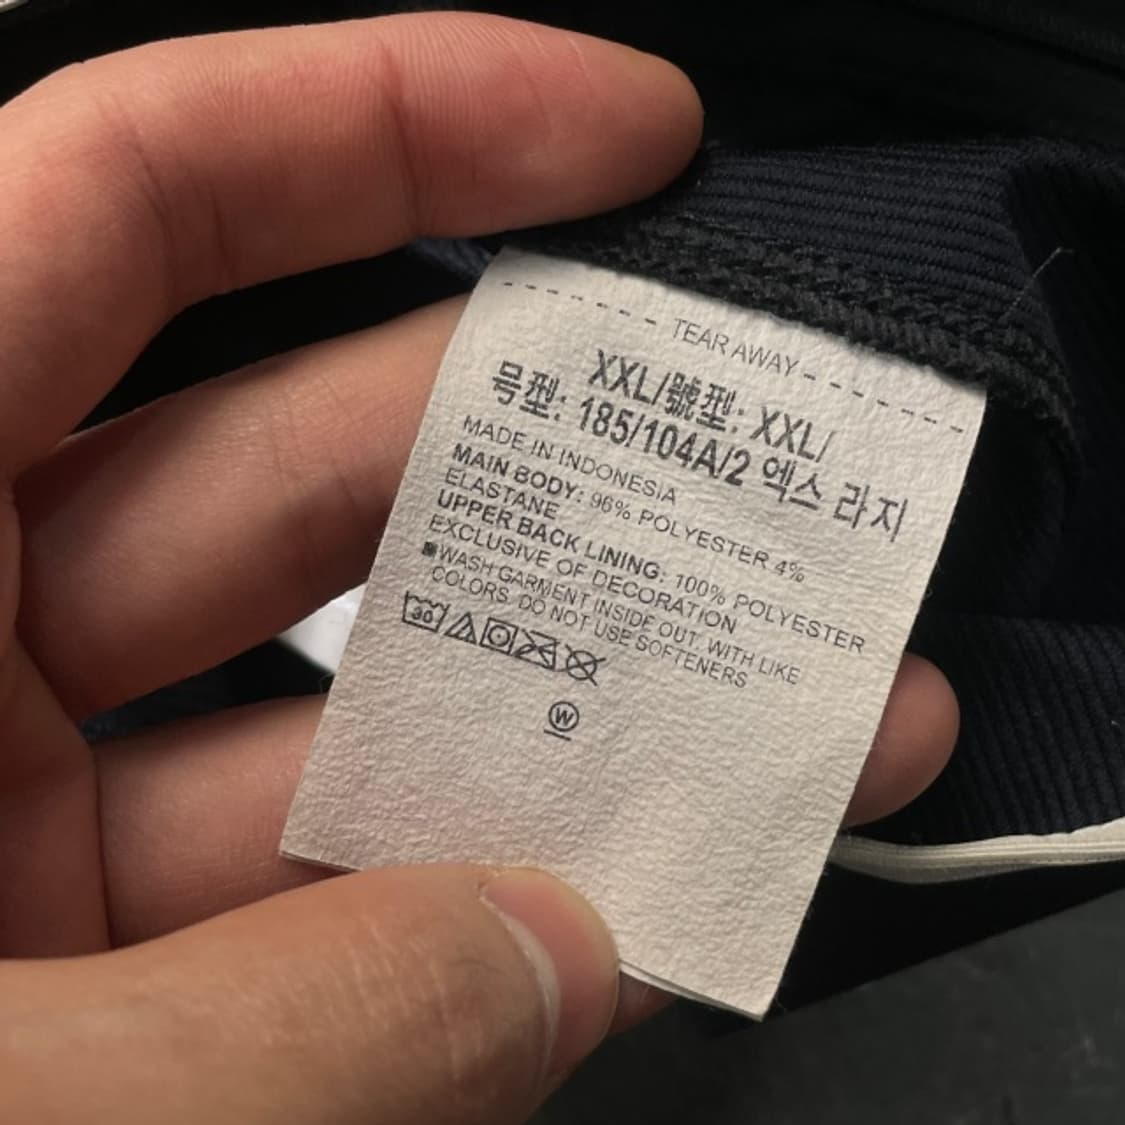 TEAR AWAY
XXL/號型: XXL/
号型: 185/104A/2 엑스 라지
MADE IN INDONESIA
MAIN BODY: 96% POLYESTER 4%
ELASTANE
UPPER BACK LINING: 100% POLYESTER
EXCLUSIVE OF DECORATION
WASH GARMENT INSIDE OUT, WITH LIKE
COLORS. DO NOT USE SOFTENERS
30
W